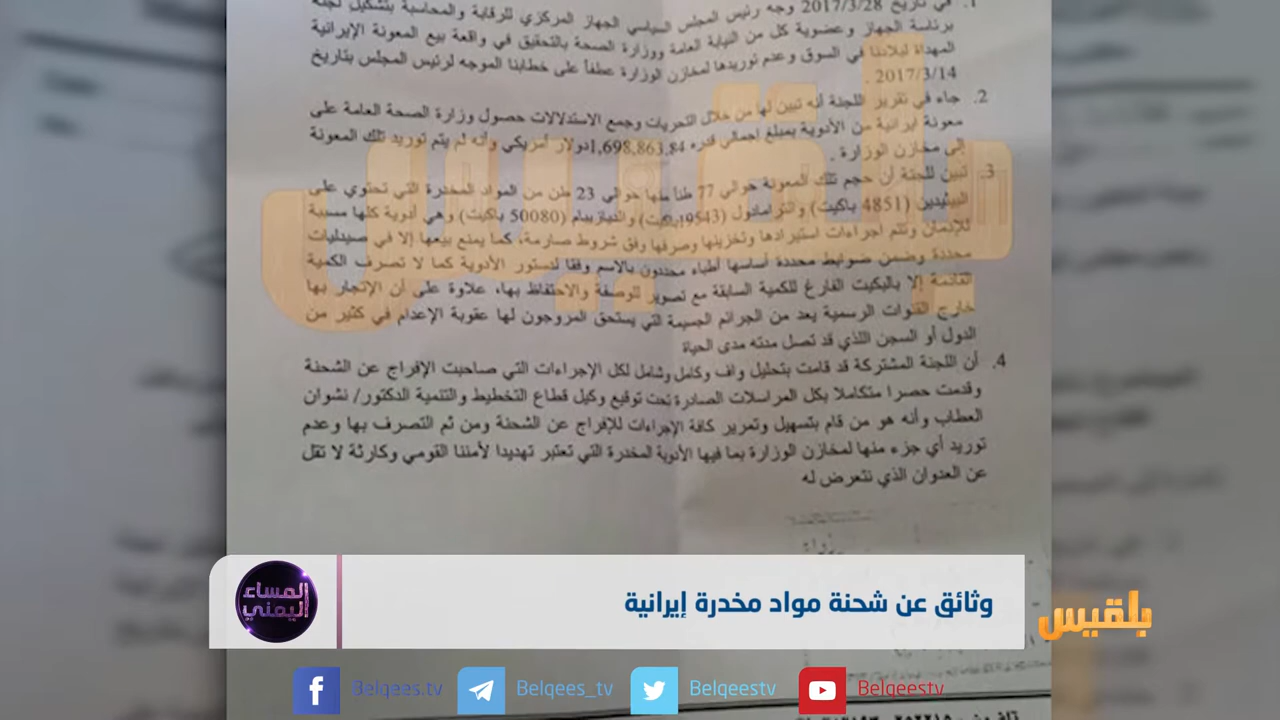 1. في تاريخ 2017/3/28 وجه رئيس المجلس السياسي الجهاز المركزي للرقابة والمحاسبة بتشكيل لجنة
برئاسة الجهاز وعضوية كل من النيابة العامة ووزارة الصحة بالتحقيق في واقعة بيع المعونة الإيرانية
المهداة لبلادنا في السوق وعدم توريدها لمخازن الوزارة عطفاً على خطابنا الموجه لرئيس المجلس بتاريخ
2017/3/14 .
2. جاء في تقرير اللجنة أنه تبين لها من خلال التحريات وجمع الاستدلالات حصول وزارة الصحة العامة على
معونة ايرانية من الأدوية بمبلغ اجمالي قدره 1,698,863,84دولار أمريكي وأنه لم يتم توريد تلك المعونة
إلى مخازن الوزارة .
3. تبين للجنة أن حجم تلك المعونة حوالي 77 طناً منها حوالي 23 طن من المواد المخدرة التي تحتوي على
البيثيدين (4851 باكيت) والترامادول (19543باكيت) والديازيبام (50080 باكيت) وهي أدوية كلها مسببة
للإدمان وتتم اجراءات استيرادها وتخزينها وصرفها وفق شروط صارمة، كما يمنع بيعها إلا في صيدليات
محددة وضمن ضوابط محددة أساسها أطباء محددون بالاسم وفقا لدستور الأدوية كما لا تصرف الكمية
القادمة إلا بالبكيت الفارغ للكمية السابقة مع تصوير للوصفة والاحتفاظ بها، علاوة على أن الإتجار بها
خارج القنوات الرسمية يعد من الجرائم الجسيمة التي يستحق المروجون لها عقوبة الإعدام في كثير من
الدول أو السجن اللذي قد تصل مدته مدى الحياة
4. أن اللجنة المشتركة قد قامت بتحليل واف وكامل وشامل لكل الإجراءات التي صاحبت الإفراج عن الشحنة
وقدمت حصرا متكاملا بكل المراسلات الصادرة تحت توقيع وكيل قطاع التخطيط والتنمية الدكتور/ نشوان
العطاب وأنه هو من قام بتسهيل وتمرير كافة الإجراءات للإفراج عن الشحنة ومن ثم التصرف بها وعدم
توريد أي جزء منها لمخازن الوزارة بما فيها الأدوية المخدرة التي تعتبر تهديدا لأمننا القومي وكارثة لا تقل
عن العدوان الذي نتعرض له
بلقيس
المساء
اليمني
وثائق عن شحنة مواد مخدرة إيرانية
بلقيس
Belqees.tv
Belqees_tv
Belqeestv
Belqeestv